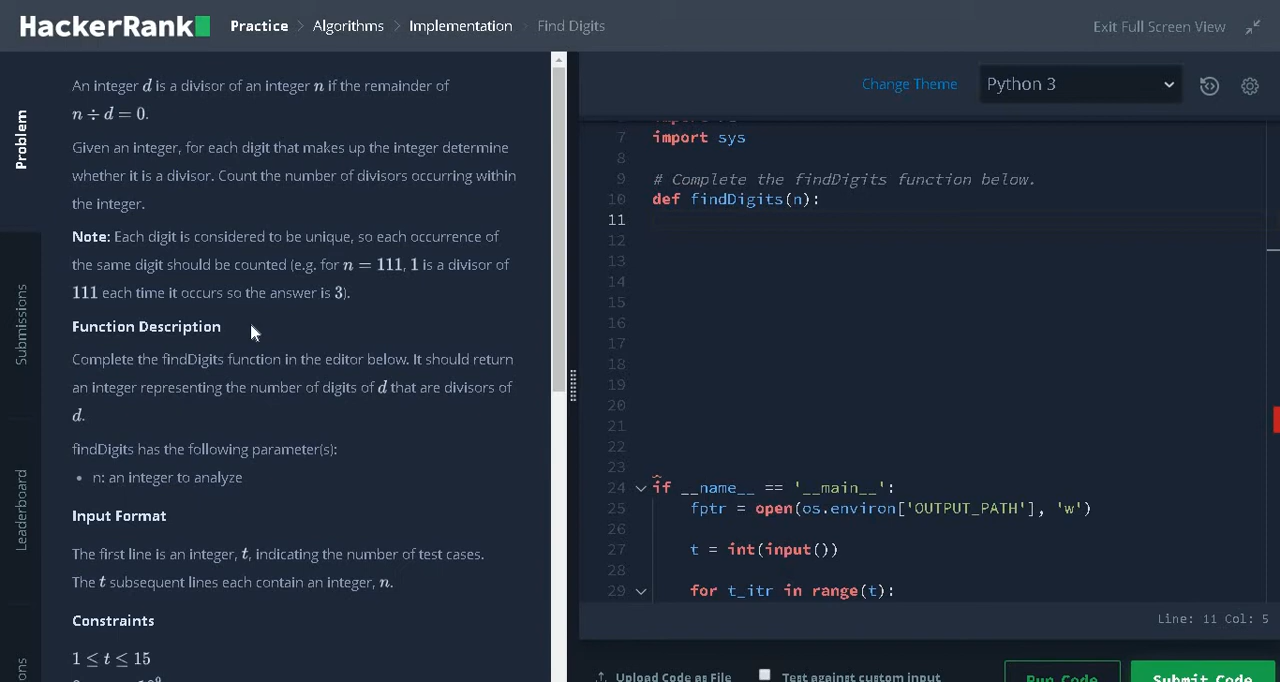 HackerRank Practice > Algorithms > Implementation > Find Digits Exit Full Screen View
Problem
Submissions
Leaderboard
An integer d is a divisor of an integer n if the remainder of
n ÷ d = 0.
Given an integer, for each digit that makes up the integer determine
whether it is a divisor. Count the number of divisors occurring within
the integer.
Note: Each digit is considered to be unique, so each occurrence of
the same digit should be counted (e.g. for n = 111, 1 is a divisor of
111 each time it occurs so the answer is 3).
Function Description
Complete the findDigits function in the editor below. It should return
an integer representing the number of digits of d that are divisors of
d.
findDigits has the following parameter(s):
• n: an integer to analyze
Input Format
The first line is an integer, t, indicating the number of test cases.
The t subsequent lines each contain an integer, n.
Constraints
1 ≤ t ≤ 15
Change Theme Python 3
7 import sys
8
9 # Complete the findDigits function below.
10 def findDigits(n):
11
12
13
14
15
16
17
18
19
20
21
22
23
24 if __name__ == '__main__':
25 fptr = open(os.environ['OUTPUT_PATH'], 'w')
26
27 t = int(input())
28
29 for t_itr in range(t):
Line: 11 Col: 5
Upload Code as File Test against custom input Run Code Submit Code